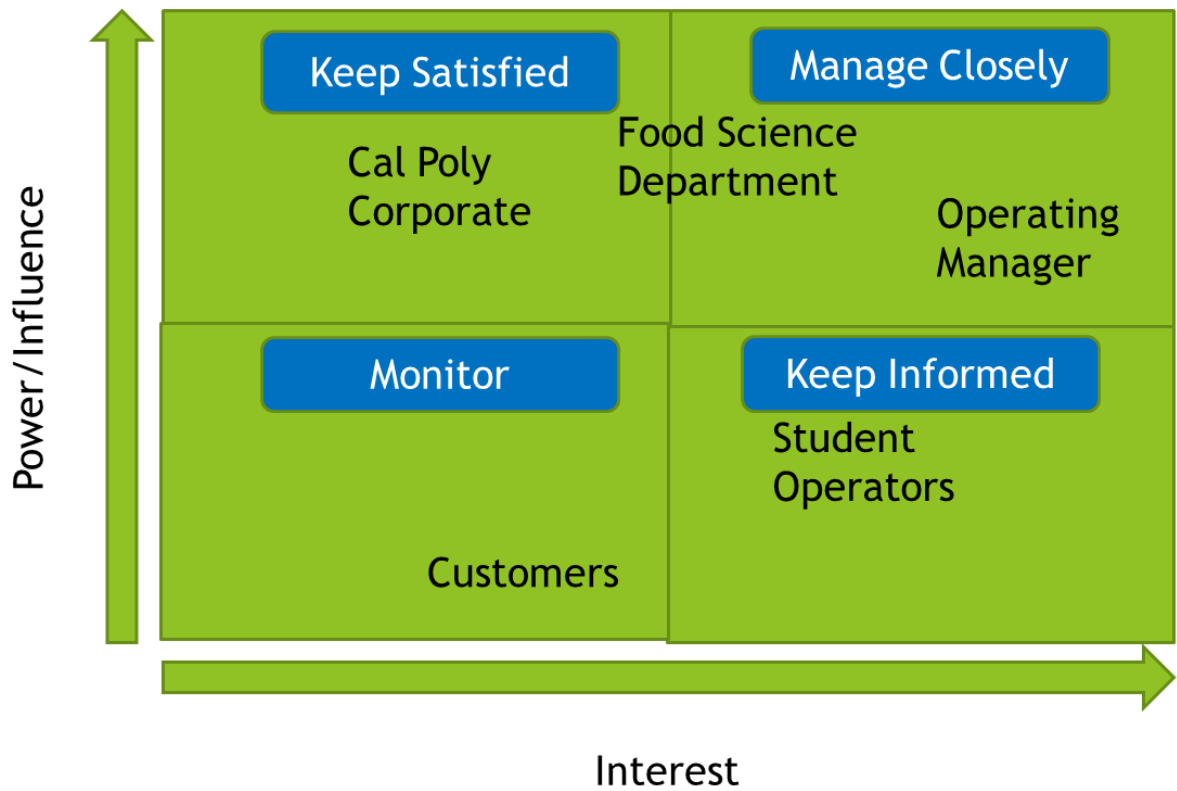 Keep Satisfied
Manage Closely
Food Science
Department
Cal Poly
Corporate
Operating
Manager
Power/Influence
Monitor
Keep Informed
Student
Operators
Customers
Interest